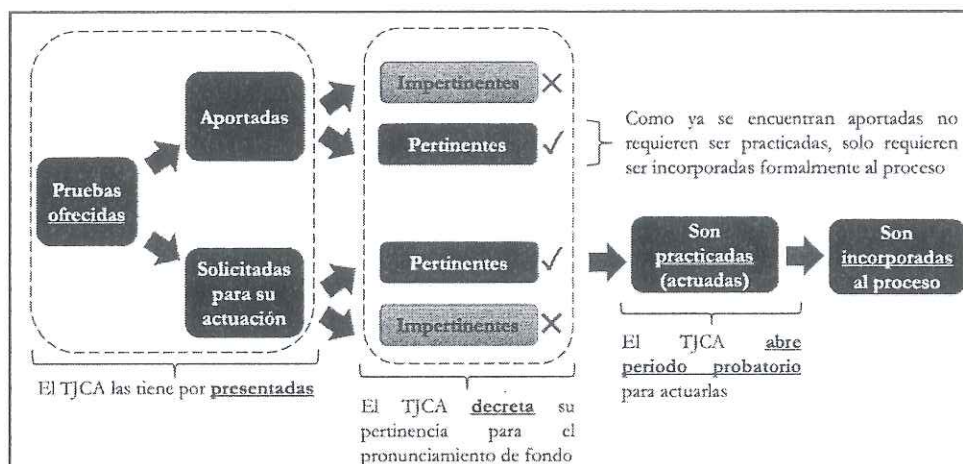 Pruebas
ofrecidas
Aportadas
Solicitadas
para su
actuación
El TJCA las tiene por presentadas
Impertinentes
Pertinentes
Pertinentes
Impertinentes
El TJCA decreta su
pertinencia para el
pronunciamiento de fondo
Como ya se encuentran aportadas no
requieren ser practicadas, solo requieren
ser incorporadas formalmente al proceso
Son
practicadas
(actuadas)
El TJCA abre
periodo probatorio
para actuarlas
Son
incorporadas
al proceso